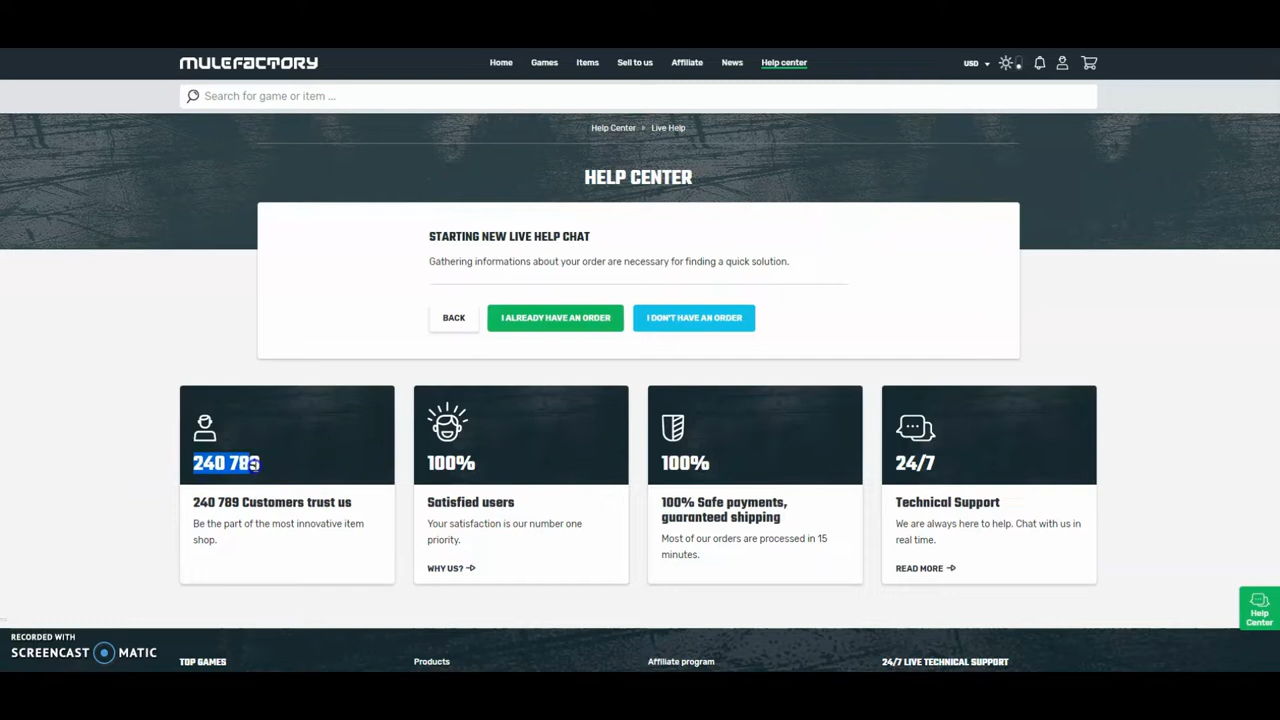 MULEFACTORY
Home Games Items Sell to us Affiliate News Help center
USD
Search for game or item ...
Help Center Live Help
HELP CENTER
STARTING NEW LIVE HELP CHAT
Gathering informations about your order are necessary for finding a quick solution.
BACK I ALREADY HAVE AN ORDER I DON'T HAVE AN ORDER
240 789
240 789 Customers trust us
Be the part of the most innovative item
shop.
100%
Satisfied users
Your satisfaction is our number one
priority.
WHY US?
100%
100% Safe payments,
guaranteed shipping
Most of our orders are processed in 15
minutes.
24/7
Technical Support
We are always here to help. Chat with us in
real time.
READ MORE
Help
Center
RECORDED WITH
SCREENCAST MATIC
TOP GAMES
Products
Affiliate program
24/7 LIVE TECHNICAL SUPPORT